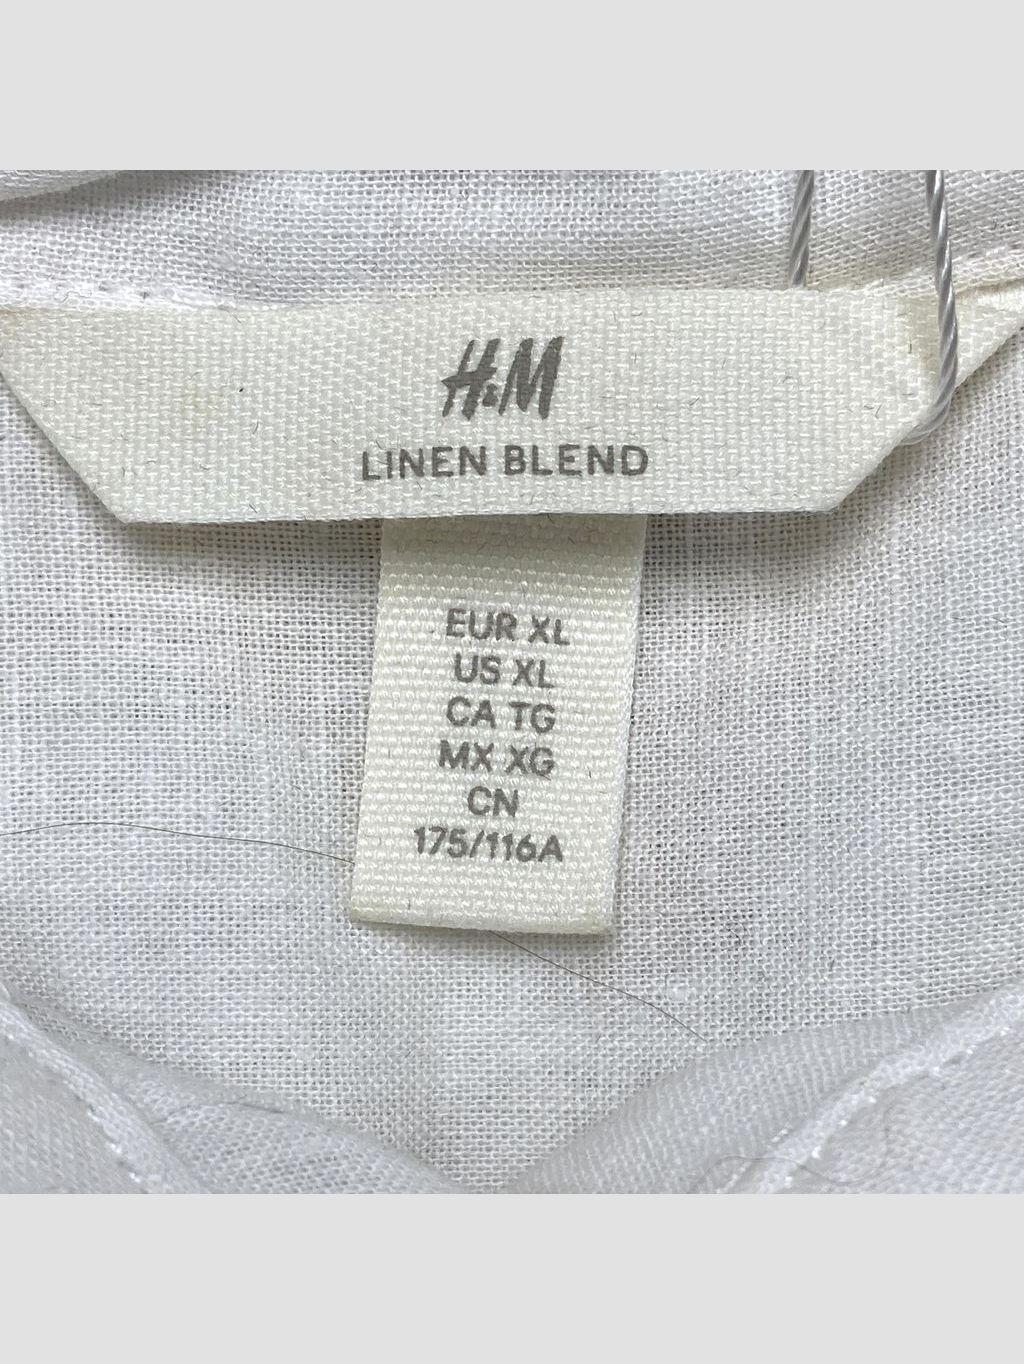 H&M
LINEN BLEND
EUR XL
US XL
CA TG
MX XG
CN
175/116A